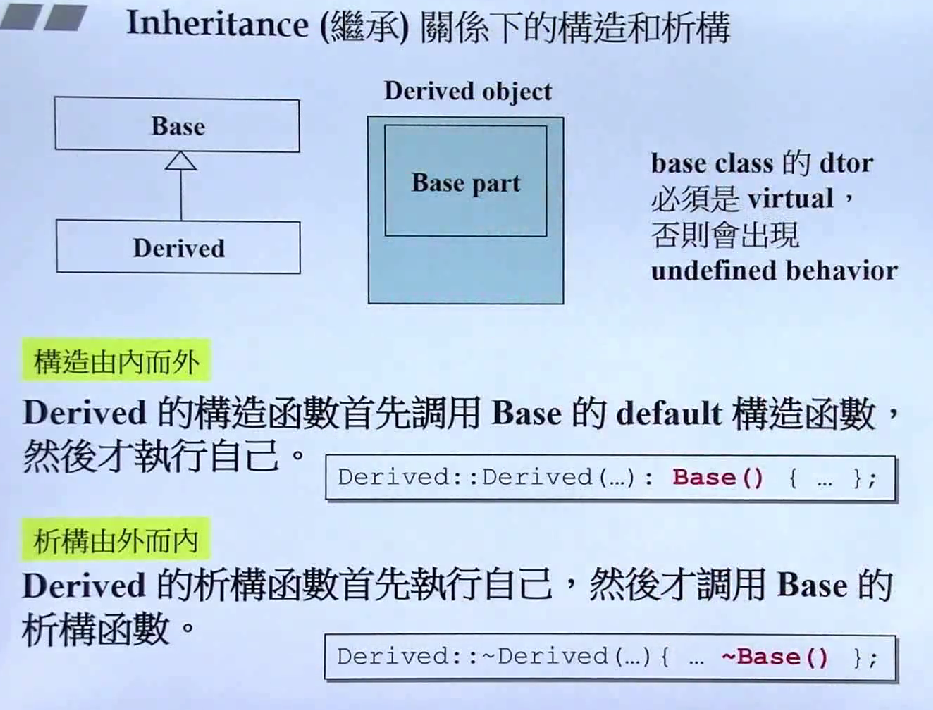 Inheritance (繼承) 關係下的構造和析構
Base
Derived
Derived object
Base part
base class 的 dtor
必須是 virtual，
否則會出現
undefined behavior
構造由內而外
Derived 的構造函數首先調用 Base 的 default 構造函數，
然後才執行自己。
Derived::Derived(…): Base() { … };
析構由外而內
Derived 的析構函數首先執行自己，然後才調用 Base 的
析構函數。
Derived::~Derived(…){ … ~Base() };